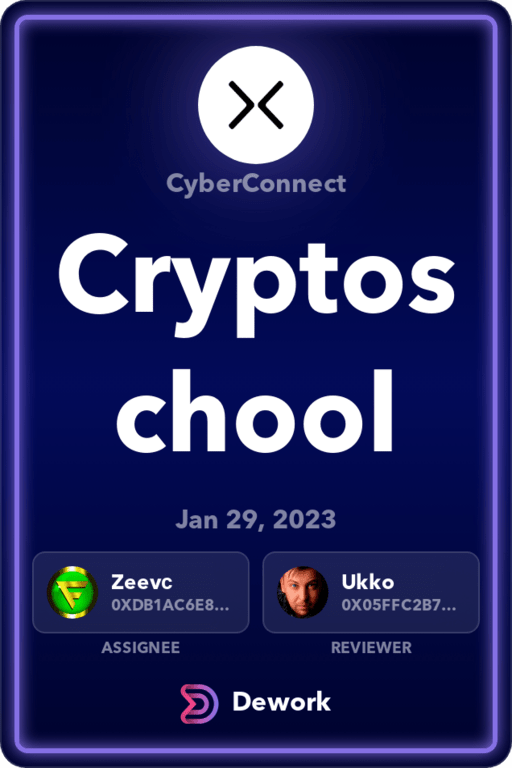 CyberConnect
Cryptos
chool
Jan 29, 2023
Zeevc
0XDB1AC6E8...
ASSIGNEE
Ukko
0X05FFC2B7...
REVIEWER
Dework